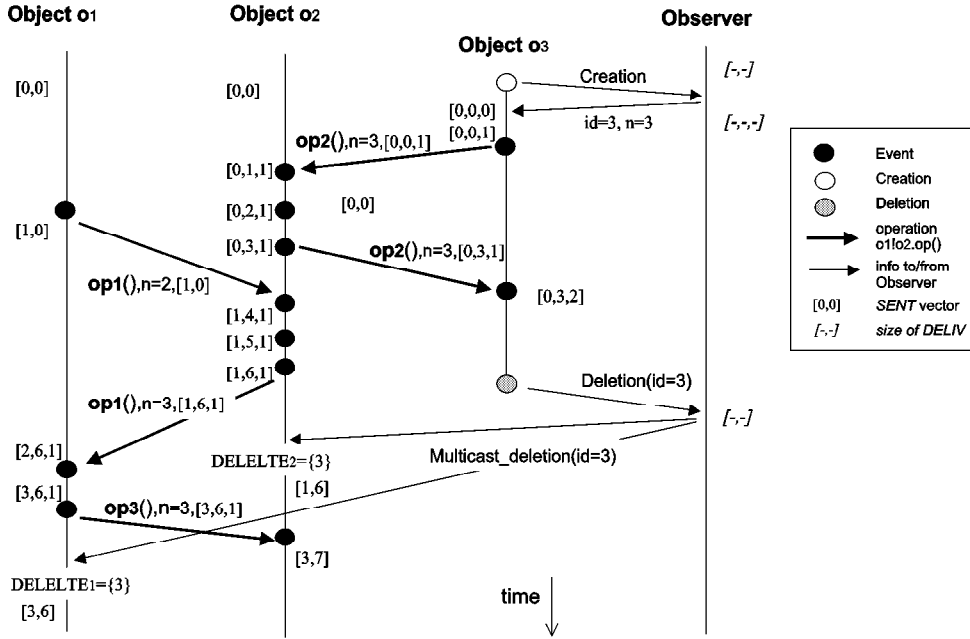 Object o1
Object o2
Object o3
Observer
[0,0]
[0,0]
Creation
[-,-]
[0,0,0]
id=3, n=3
[-,-,-]
[0,0,1]
op2(),n=3,[0,0,1]
[0,1,1]
[0,2,1]
[0,0]
[1,0]
[0,3,1]
op2(),n=3,[0,3,1]
op1(),n=2,[1,0]
[0,3,2]
[1,4,1]
[1,5,1]
[1,6,1]
Deletion(id=3)
op1(),n=3,[1,6,1]
[-,-]
[2,6,1]
DELELTE2={3}
Multicast_deletion(id=3)
[3,6,1]
[1,6]
op3(),n=3,[3,6,1]
[3,7]
DELELTE1={3}
[3,6]
time
Event
Creation
Deletion
operation
o1!o2.op()
info to/from
Observer
[0,0] SENT vector
[-,-] size of DELIV